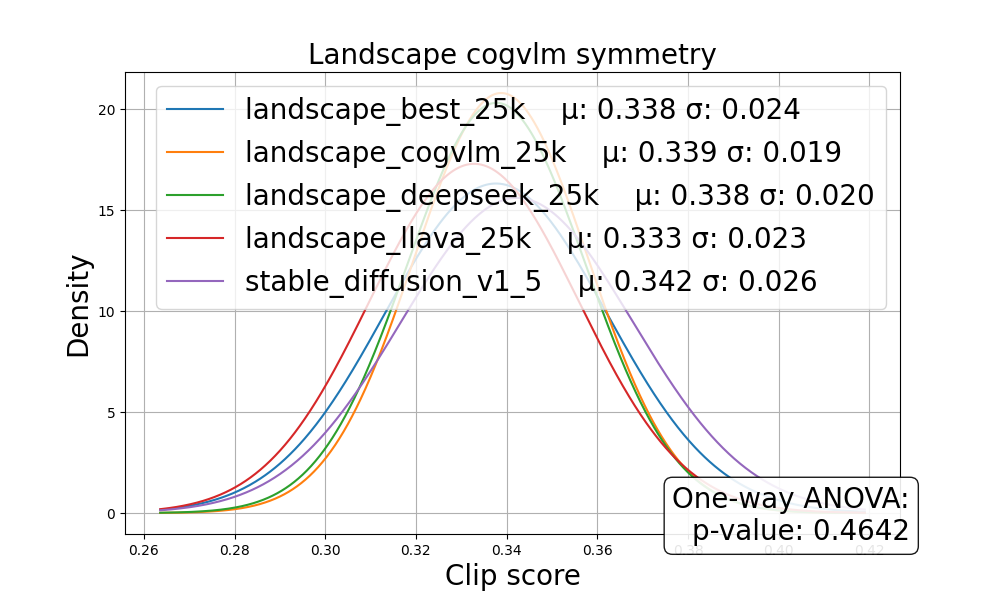 Landscape cogvlm symmetry
landscape_best_25k μ: 0.338 σ: 0.024
landscape_cogvlm_25k μ: 0.339 σ: 0.019
landscape_deepseek_25k μ: 0.338 σ: 0.020
landscape_llava_25k μ: 0.333 σ: 0.023
stable_diffusion_v1_5 μ: 0.342 σ: 0.026
Density
20
15
10
5
0
One-way ANOVA:
p-value: 0.4642
0.26 0.28 0.30 0.32 0.34 0.36 0.38 0.40 0.42
Clip score